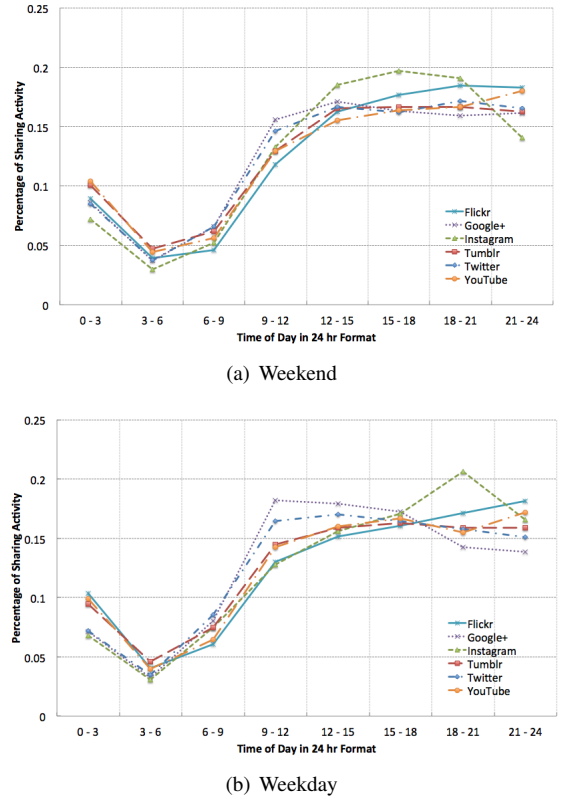 0.25
0.2
0.15
0.1
0.05
0
Percentage of Sharing Activity
Flickr
Google+
Instagram
Tumblr
Twitter
YouTube
0 - 3 3 - 6 6 - 9 9 - 12 12 - 15 15 - 18 18 - 21 21 - 24
Time of Day in 24 hr Format
(a) Weekend
0.25
0.2
0.15
0.1
0.05
0
Percentage of Sharing Activity
Flickr
Google+
Instagram
Tumblr
Twitter
YouTube
0 - 3 3 - 6 6 - 9 9 - 12 12 - 15 15 - 18 18 - 21 21 - 24
Time of Day in 24 hr Format
(b) Weekday